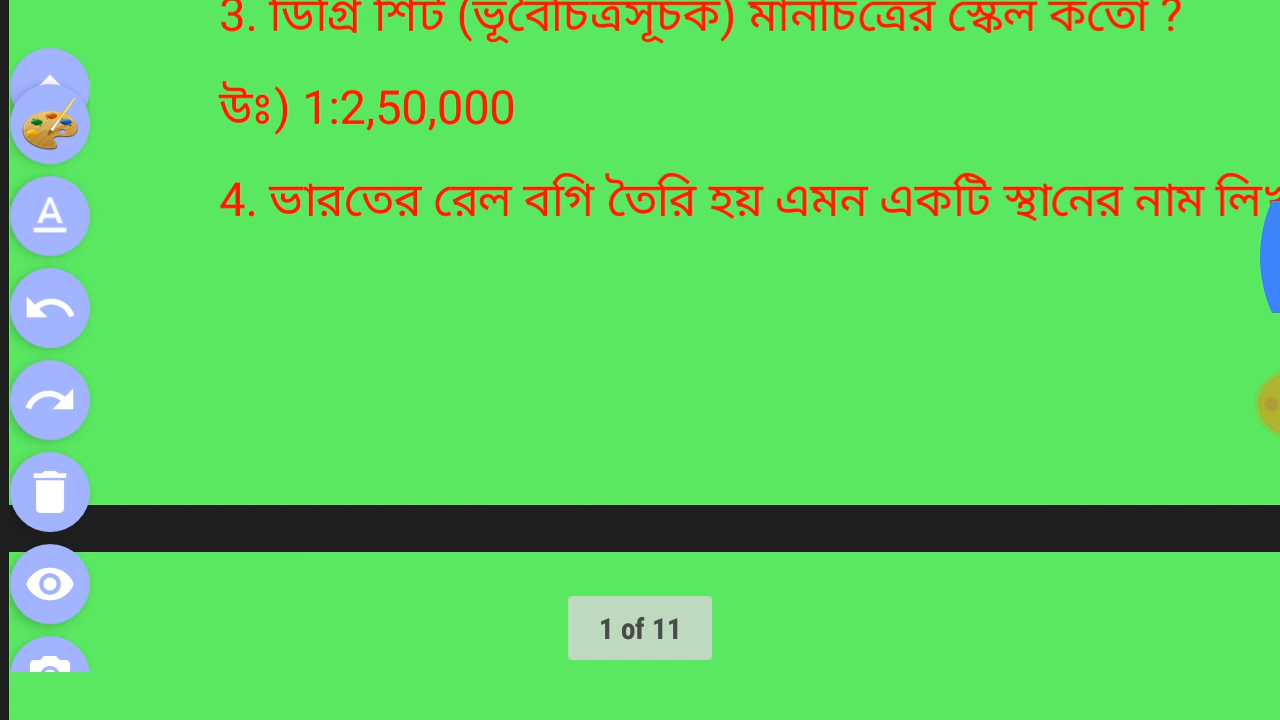 3. ডিগ্রি শিট (ভূবৈচিত্রসূচক) মানচিত্রের স্কেল কতো ?
উঃ) 1:2,50,000
4. ভারতের রেল বগি তৈরি হয় এমন একটি স্থানের নাম
1 of 11